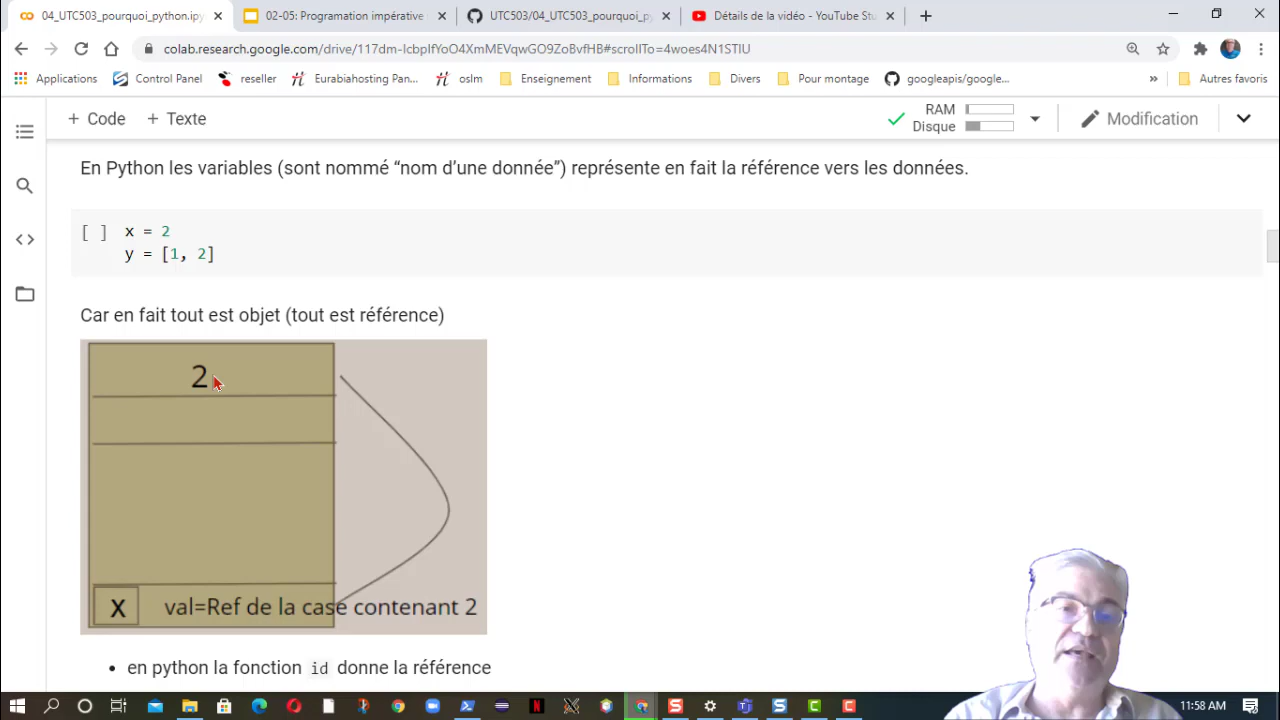 04_UTC503_pourquoi_python.ipy
02-05: Programation impérative
UTC503/04_UTC503_pourquoi_py
Détails de la vidéo - YouTube Stu
colab.research.google.com/drive/117dm-IcbpIfYoO4XmMEVqwGO9ZoBvfHB#scrollTo=4woes4N1STIU
Applications
Control Panel
reseller
Eurabiahosting Pan...
oslm
Enseignement
Informations
Divers
Pour montage
googleapis/google...
»
Autres favoris
+ Code
+ Texte
RAM
Disque
Modification
En Python les variables (sont nommé “nom d’une donnée”) représente en fait la référence vers les données.
[ ] x = 2
y = [1, 2]
Car en fait tout est objet (tout est référence)
2
x val=Ref de la case contenant 2
• en python la fonction id donne la référence
11:58 AM